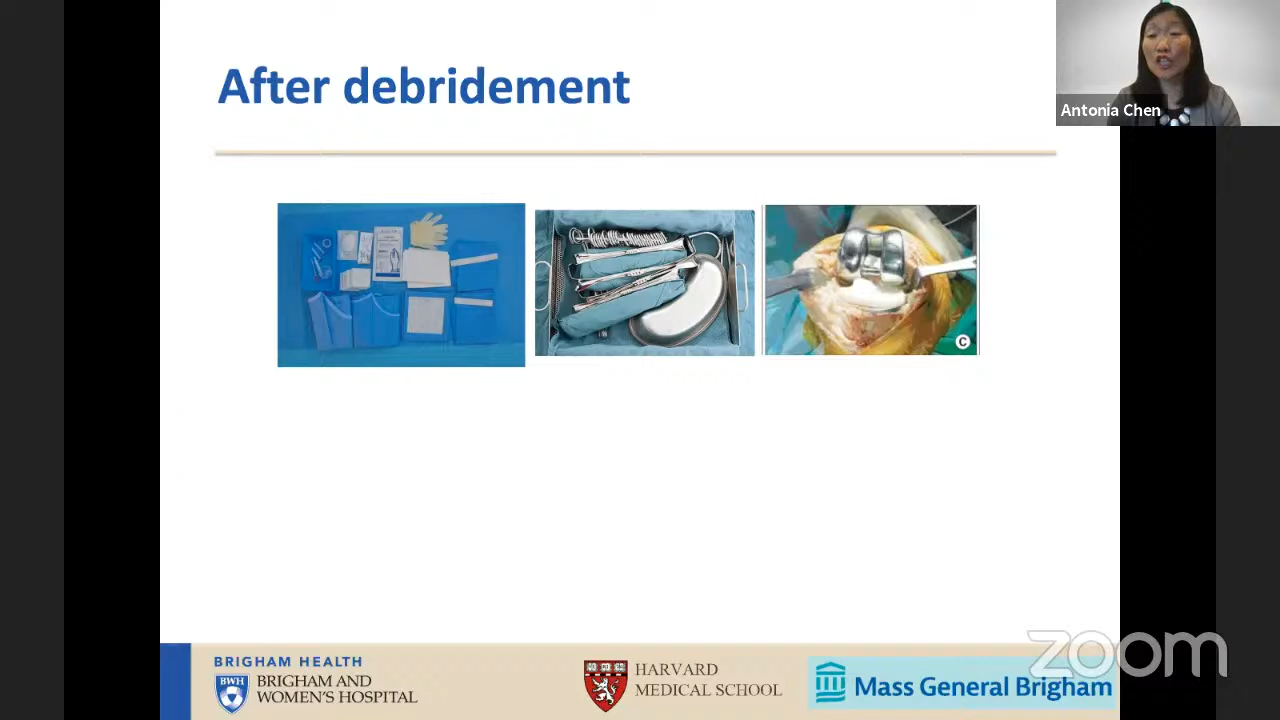 After debridement
Antonia Chen
C
BRIGHAM HEALTH
BWH
BRIGHAM AND
WOMEN'S HOSPITAL
HARVARD
MEDICAL SCHOOL
Mass General Brigham
zoom